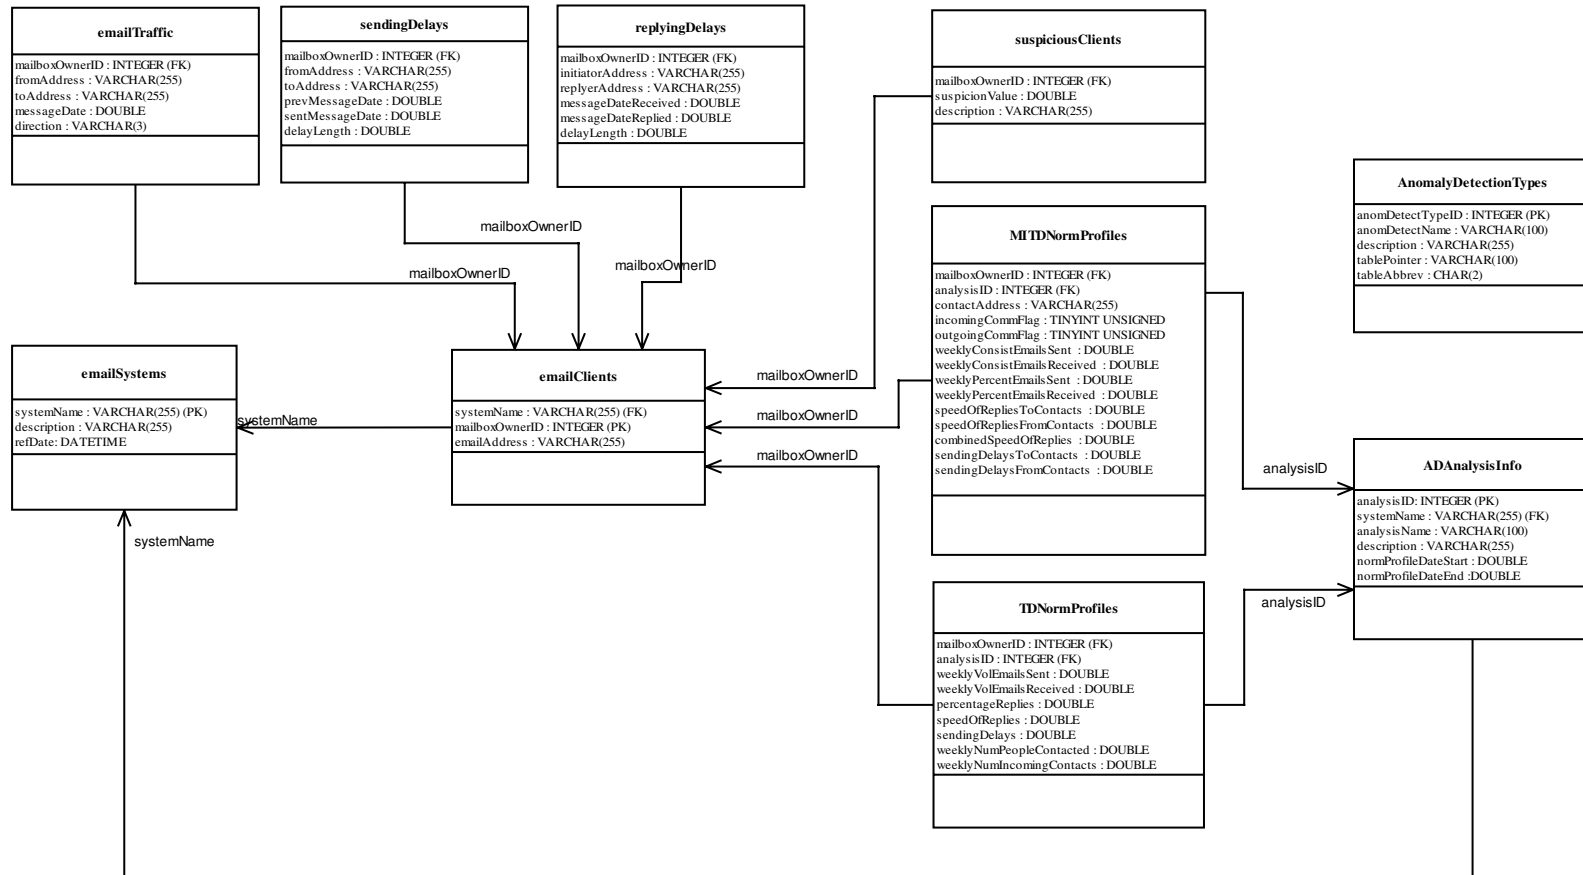 emailTraffic
mailboxOwnerID : INTEGER (FK)
fromAddress : VARCHAR(255)
toAddress : VARCHAR(255)
messageDate : DOUBLE
direction : VARCHAR(3)
sendingDelays
mailboxOwnerID : INTEGER (FK)
fromAddress : VARCHAR(255)
toAddress : VARCHAR(255)
prevMessageDate : DOUBLE
sentMessageDate : DOUBLE
delayLength : DOUBLE
replyingDelays
mailboxOwnerID : INTEGER (FK)
initiatorAddress : VARCHAR(255)
replyerAddress : VARCHAR(255)
messageDateReceived : DOUBLE
messageDateReplied : DOUBLE
delayLength : DOUBLE
suspiciousClients
mailboxOwnerID : INTEGER (FK)
suspicionValue : DOUBLE
description : VARCHAR(255)
AnomalyDetectionTypes
anomDetectTypeID : INTEGER (PK)
anomDetectName : VARCHAR(100)
description : VARCHAR(255)
tablePointer : VARCHAR(100)
tableAbbrev : CHAR(2)
MITDNormProfiles
mailboxOwnerID : INTEGER (FK)
analysisID : INTEGER (FK)
contactAddress : VARCHAR(255)
incomingCommFlag : TINYINT UNSIGNED
outgoingCommFlag : TINYINT UNSIGNED
weeklyConsistEmailsSent : DOUBLE
weeklyConsistEmailsReceived : DOUBLE
weeklyPercentEmailsSent : DOUBLE
weeklyPercentEmailsReceived : DOUBLE
speedOfRepliesToContacts : DOUBLE
speedOfRepliesFromContacts : DOUBLE
combinedSpeedOfReplies : DOUBLE
sendingDelaysToContacts : DOUBLE
sendingDelaysFromContacts : DOUBLE
mailboxOwnerID
mailboxOwnerID
mailboxOwnerID
emailSystems
systemName : VARCHAR(255) (PK)
description : VARCHAR(255)
refDate: DATETIME
systemName
emailClients
systemName : VARCHAR(255) (FK)
mailboxOwnerID : INTEGER (PK)
emailAddress : VARCHAR(255)
mailboxOwnerID
mailboxOwnerID
mailboxOwnerID
analysisID
ADAnalysisInfo
analysisID: INTEGER (PK)
systemName : VARCHAR(255) (FK)
analysisName : VARCHAR(100)
description : VARCHAR(255)
normProfileDateStart : DOUBLE
normProfileDateEnd :DOUBLE
systemName
analysisID
TDNormProfiles
mailboxOwnerID : INTEGER (FK)
analysisID : INTEGER (FK)
weeklyVolEmailsSent : DOUBLE
weeklyVolEmailsReceived : DOUBLE
percentageReplies : DOUBLE
speedOfReplies : DOUBLE
sendingDelays : DOUBLE
weeklyNumPeopleContacted : DOUBLE
weeklyNumIncomingContacts : DOUBLE